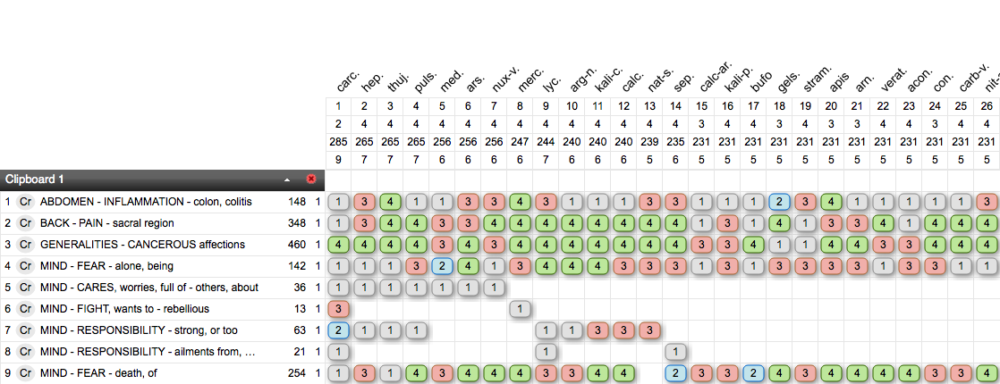 carc. hep. thuj. puls. med. ars. nux-v. merc. lyc. arg-n. kali-c. calc. nat-s. sep. calc-ar. kali-p. bufo gels. stram. apis arn. verat. acon. con. carb-v. nit-
1 2 3 4 5 6 7 8 9 10 11 12 13 14 15 16 17 18 19 20 21 22 23 24 25 26
2 4 4 4 4 4 4 4 4 4 4 4 4 4 3 4 4 3 4 3 3 4 4 3 4 4
285 265 265 265 256 256 256 247 244 240 240 240 239 235 231 231 231 231 231 231 231 231 231 231 231 231
9 7 7 7 6 6 6 6 7 6 6 6 6 6 5 5 5 5 5 5 5 5 5 5 5 5
Clipboard 1
1 Cr ABDOMEN - INFLAMMATION - colon, colitis 148 1 1 3 4 1 1 3 3 4 3 1 1 1 3 3 1 1 1 2 3 4 1 1 1 1 1 3
2 Cr BACK - PAIN - sacral region 348 1 1 3 4 4 3 3 4 4 4 4 4 4 4 4 1 3 1 4 1 3 3 4 1 4 4 4
3 Cr GENERALITIES - CANCEROUS affections 460 1 4 4 4 4 3 4 3 4 4 4 4 4 4 4 3 3 4 1 1 4 4 3 3 4 4 4
4 Cr MIND - FEAR - alone, being 142 1 1 1 1 3 2 4 1 3 4 4 4 3 3 3 1 3 1 3 3 3 3 1 3 3 1 1
5 Cr MIND - CARES, worries, full of - others, about 36 1 1 1 1 1 1 1 1
6 Cr MIND - FIGHT, wants to - rebellious 13 1 3 1
7 Cr MIND - RESPONSIBILITY - strong, or too 63 1 2 1 1 1 1 1 3 3 3
8 Cr MIND - RESPONSIBILITY - ailments from, ... 21 1 1 1 1
9 Cr MIND - FEAR - death, of 254 1 1 3 1 4 3 4 4 4 3 3 4 4 2 3 3 2 4 3 4 4 4 4 3 3 4